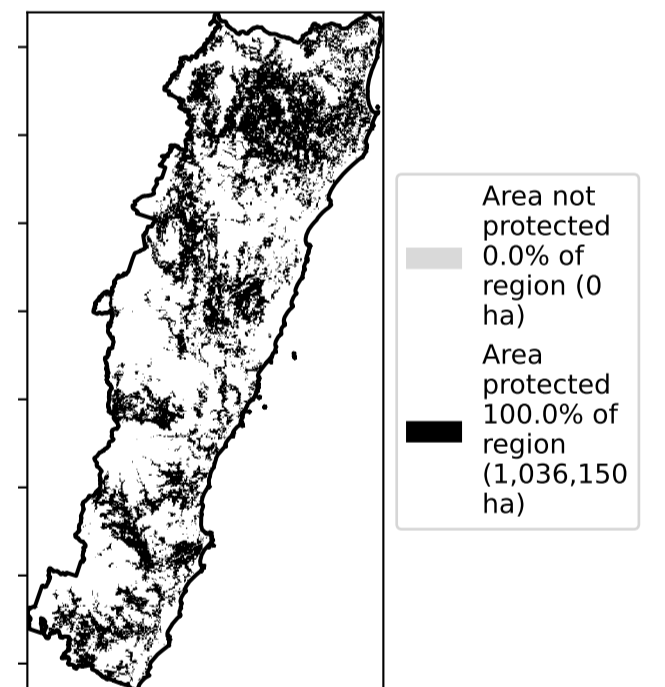 Area not
protected
0.0% of
region (0
ha)
Area
protected
100.0% of
region
(1,036,150
ha)